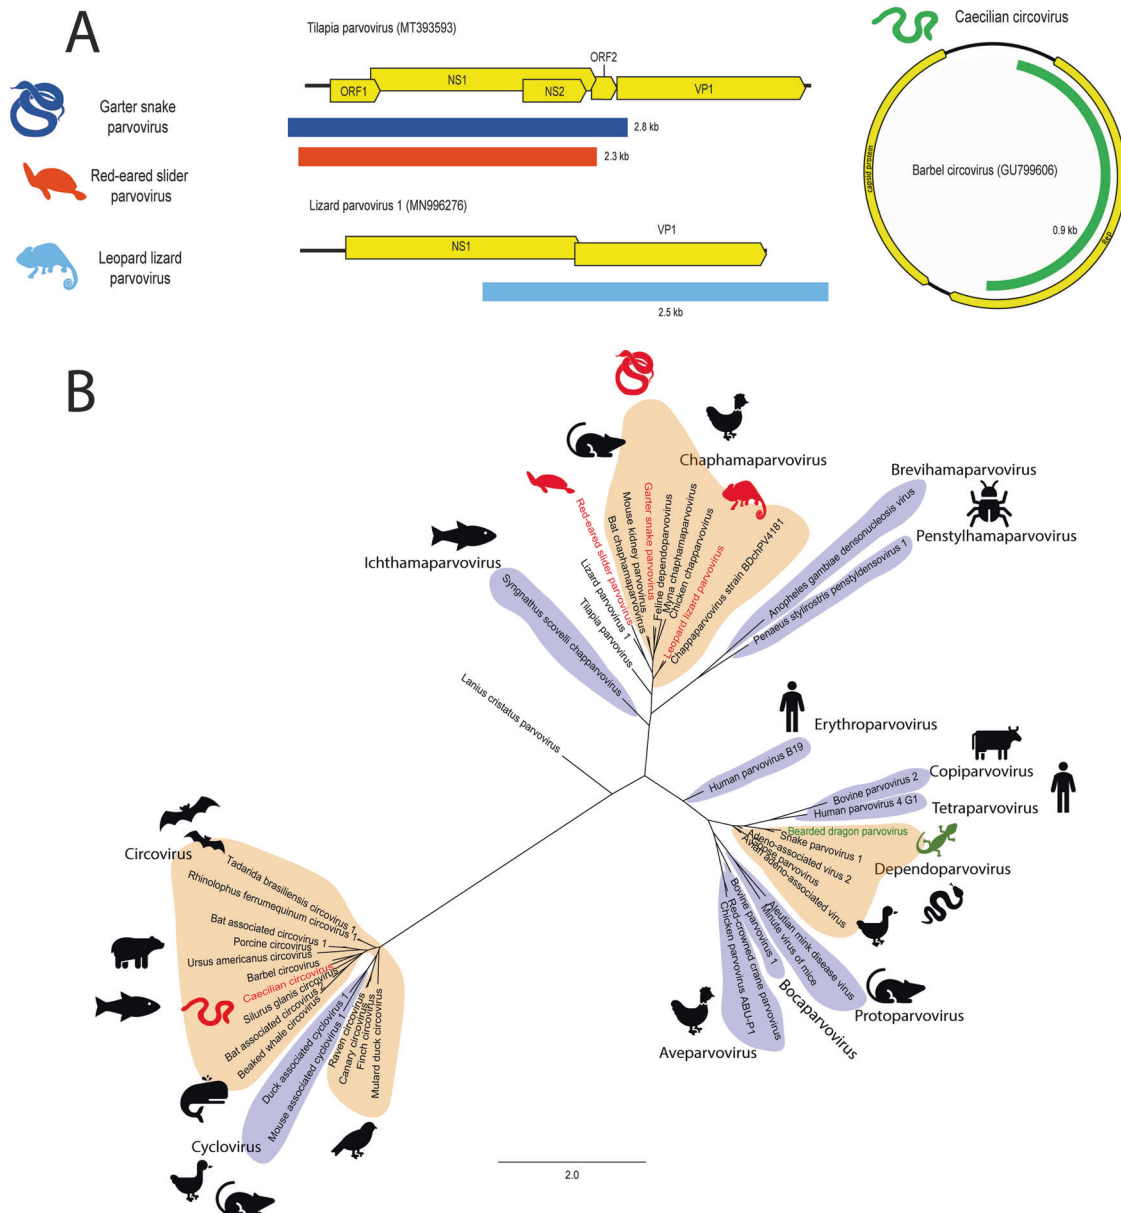 A
Garter snake
parvovirus
Red-eared slider
parvovirus
Leopard lizard
parvovirus
Tilapia parvovirus (MT393593)
ORF2
NS1
ORF1
NS2
VP1
2.8 kb
2.3 kb
Lizard parvovirus 1 (MN996276)
VP1
NS1
2.5 kb
Caecilian circovirus
capsid protein
Barbel circovirus (GU799606)
0.9 kb
Rep
B
Chaphamaparvovirus
Brevihamaparvovirus
Penstylhamaparvovirus
Ichthamaparvovirus
Syngnathus scovelli chapparvovirus
Tilapia parvovirus
Lizard parvovirus 1
Red-eared slider parvovirus
Bat chaphamaparvovirus
Mouse kidney parvovirus
Garter snake parvovirus
Feline dependoparvovirus
Myna chaphamaparvovirus
Chicken chapparvovirus
Leopard lizard parvovirus
Chappaparvovirus strain BDchPV4181
Anopheles gambiae densonucleosis virus
Penaeus stylirostris penstyldensovirus 1
Lanius cristatus parvovirus
Erythroparvovirus
Human parvovirus B19
Copiparvovirus
Bovine parvovirus 2
Human parvovirus 4 G1
Tetraparvovirus
Bearded dragon parvovirus
Snake parvovirus 1
Adeno-associated virus 2
Goose parvovirus
Avian adeno-associated virus
Dependoparvovirus
Aleutian mink disease virus
Minute virus of mice
Protoparvovirus
Bovine parvovirus 1
Bocaparvovirus
Red-crowned crane parvovirus
Chicken parvovirus ABU-P1
Aveparvovirus
Circovirus
Tadarida brasiliensis circovirus 1
Rhinolophus ferrumequinum circovirus 1
Bat associated circovirus 1
Porcine circovirus
Ursus americanus circovirus
Barbel circovirus
Caecilian circovirus
Silurus glanis circovirus
Bat associated circovirus 2
Beaked whale circovirus
Duck associated cyclovirus 1
Mouse associated cyclovirus 1
Cyclovirus
Raven circovirus
Canary circovirus
Finch circovirus
Mulard duck circovirus
2.0